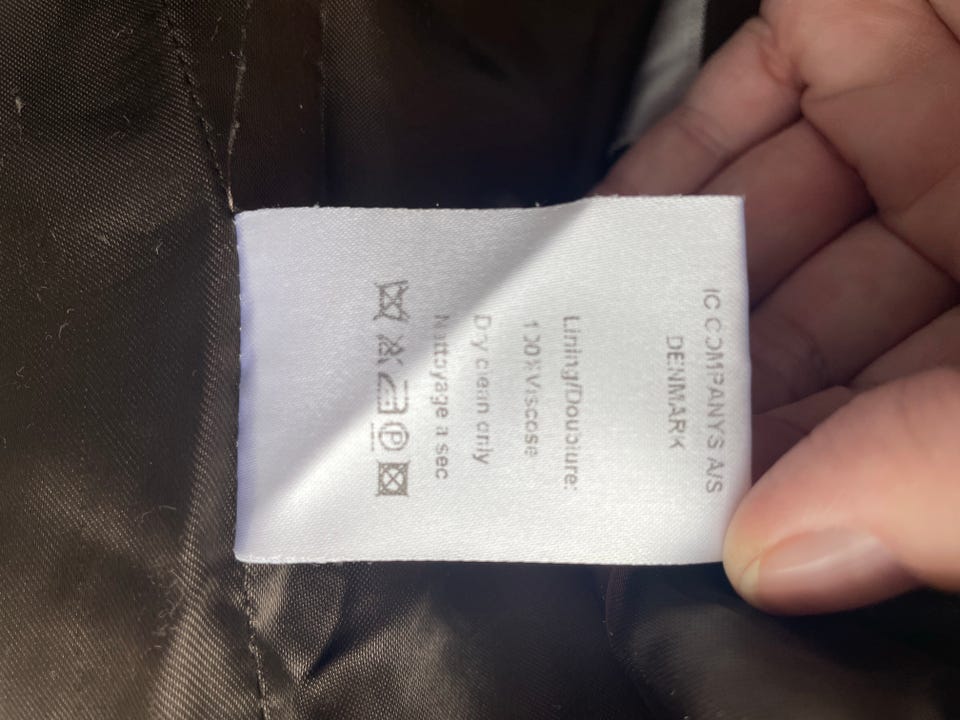 IC COMPANYS A/S
DENMARK
Lining/Doublure:
100%Viscose
Dry clean only
Nettoyage a sec
P